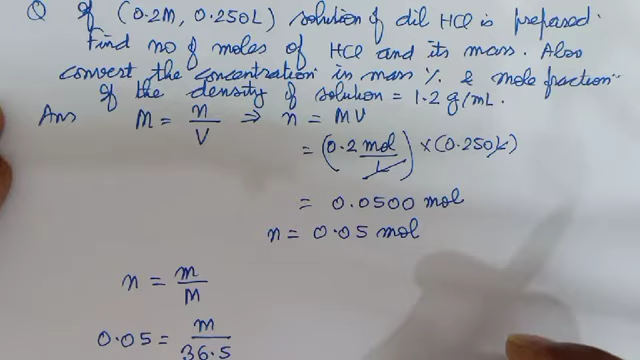 Q If (0.2M, 0.250L) solution of dil HCl is prepared.
Find no of moles of HCl and its mass. Also
convert the concentration in mass % & mole fraction
if the density of solution = 1.2 g/mL.
Ans M = n/V ⇒ n = MV
= (0.2 mol/L) × (0.250L)
= 0.0500 mol
n = 0.05 mol
n = m/M
0.05 = m/36.5